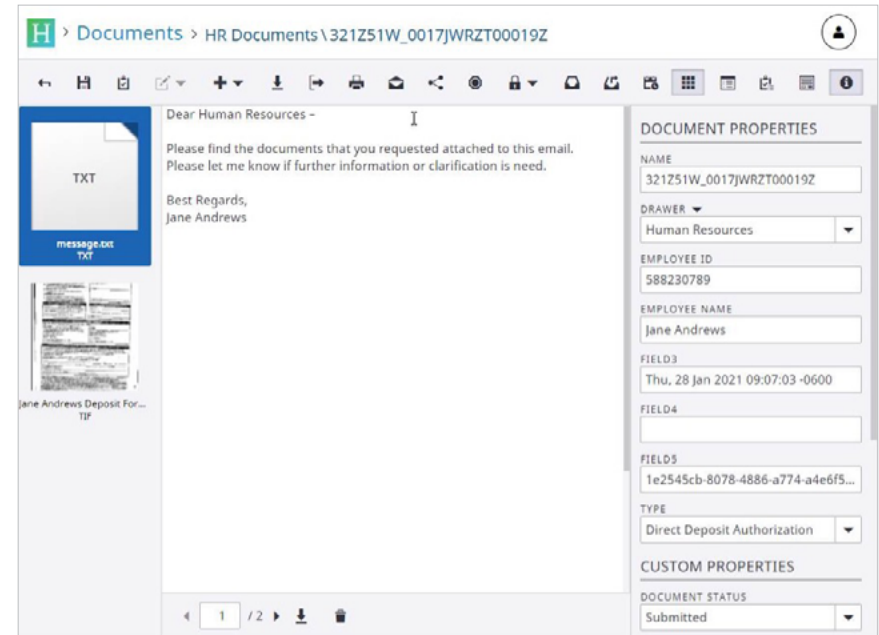 H > Documents > HR Documents\321Z51W_0017JWRZT00019Z
TXT
message.txt
TXT
Jane Andrews Deposit For...
TIF
Dear Human Resources –
Please find the documents that you requested attached to this email.
Please let me know if further information or clarification is need.
Best Regards,
Jane Andrews
1 /2
DOCUMENT PROPERTIES
NAME
321Z51W_0017JWRZT00019Z
DRAWER
Human Resources
EMPLOYEE ID
588230789
EMPLOYEE NAME
Jane Andrews
FIELD3
Thu, 28 Jan 2021 09:07:03 -0600
FIELD4
FIELD5
1e2545cb-8078-4886-a774-a4e6f5...
TYPE
Direct Deposit Authorization
CUSTOM PROPERTIES
DOCUMENT STATUS
Submitted